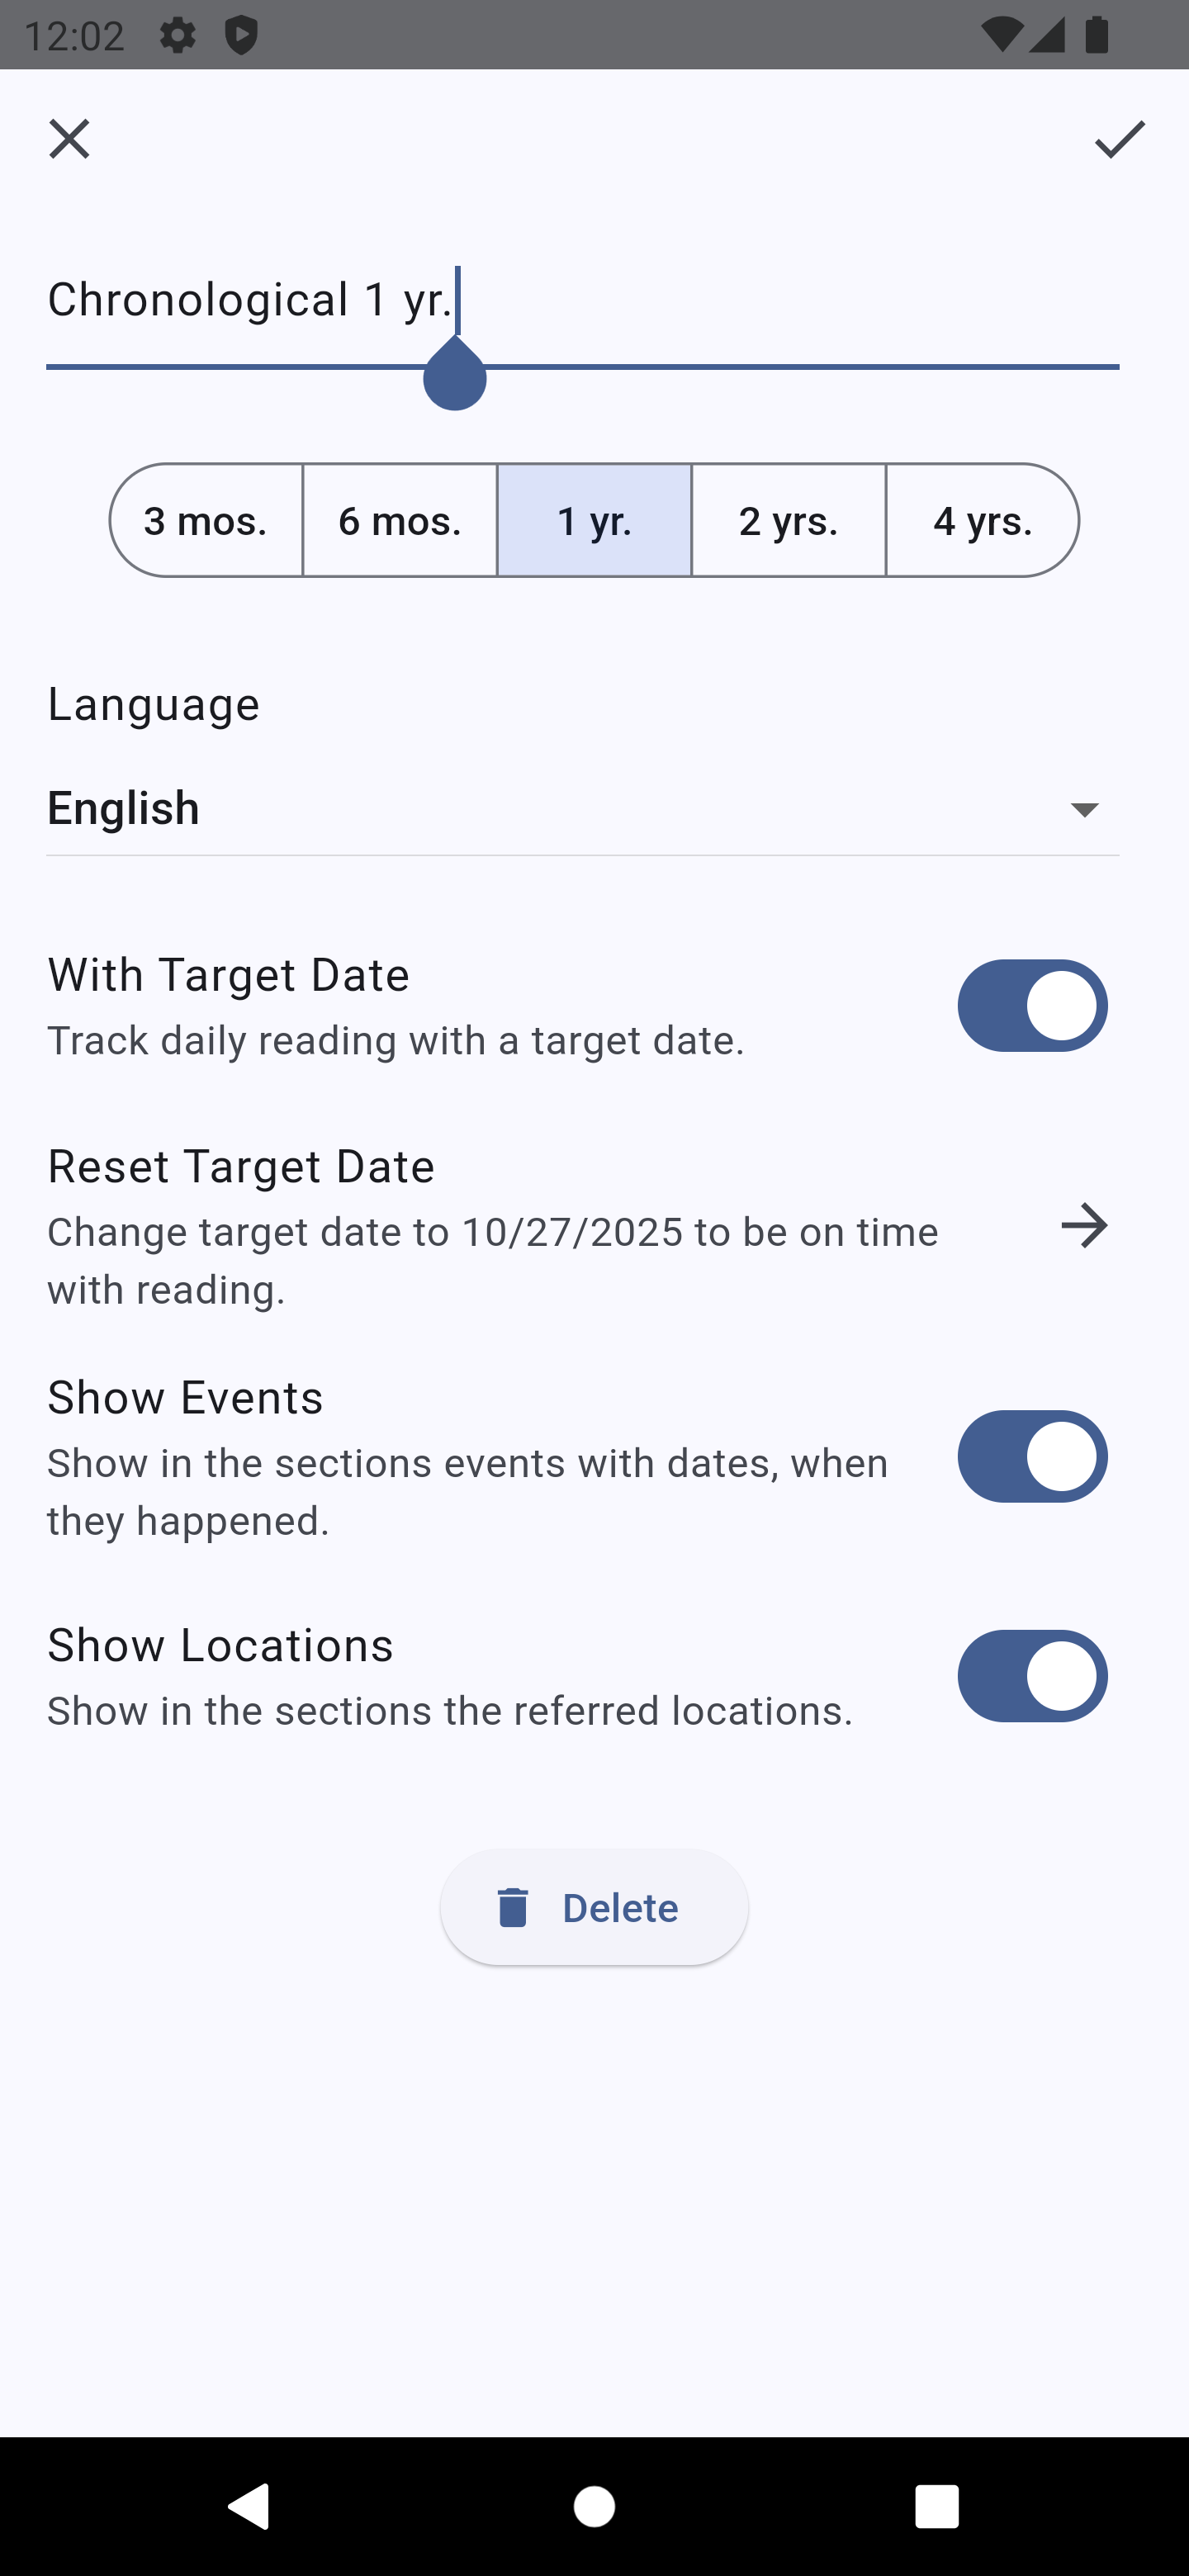 12:02
Chronological 1 yr.
3 mos.
6 mos.
1 yr.
2 yrs.
4 yrs.
Language
English
With Target Date
Track daily reading with a target date.
Reset Target Date
Change target date to 10/27/2025 to be on time
with reading.
Show Events
Show in the sections events with dates, when
they happened.
Show Locations
Show in the sections the referred locations.
Delete